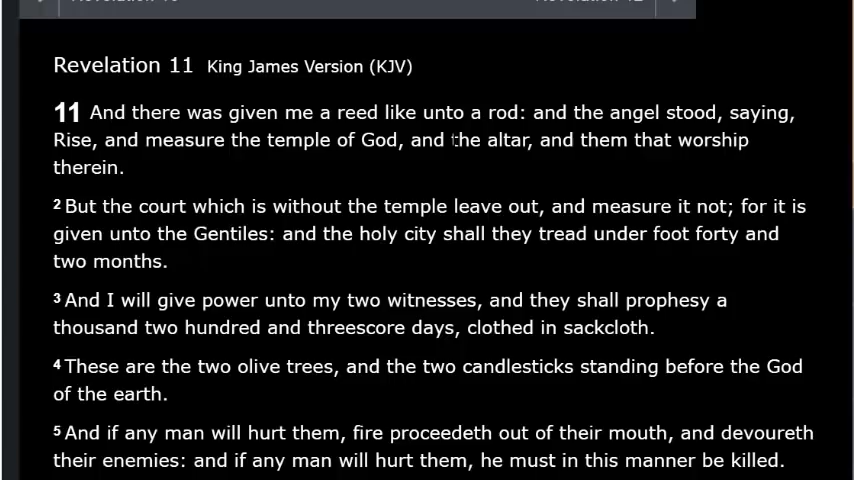 Revelation 11 King James Version (KJV)
11 And there was given me a reed like unto a rod: and the angel stood, saying,
Rise, and measure the temple of God, and the altar, and them that worship
therein.
2 But the court which is without the temple leave out, and measure it not; for it is
given unto the Gentiles: and the holy city shall they tread under foot forty and
two months.
3 And I will give power unto my two witnesses, and they shall prophesy a
thousand two hundred and threescore days, clothed in sackcloth.
4 These are the two olive trees, and the two candlesticks standing before the God
of the earth.
5 And if any man will hurt them, fire proceedeth out of their mouth, and devoureth
their enemies: and if any man will hurt them, he must in this manner be killed.